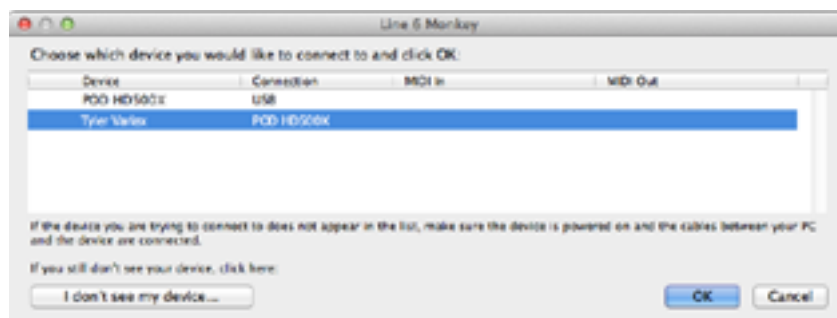 Line 6 Monkey
Choose which device you would like to connect to and click OK:
Device Connection MIDI In MIDI Out
POD HD500X USB
Tyler Variax POD HD500X
If the device you are trying to connect to does not appear in the list, make sure the device is powered on and the cables between your PC
and the device are connected.
If you still don't see your device, click here:
I don't see my device... OK Cancel